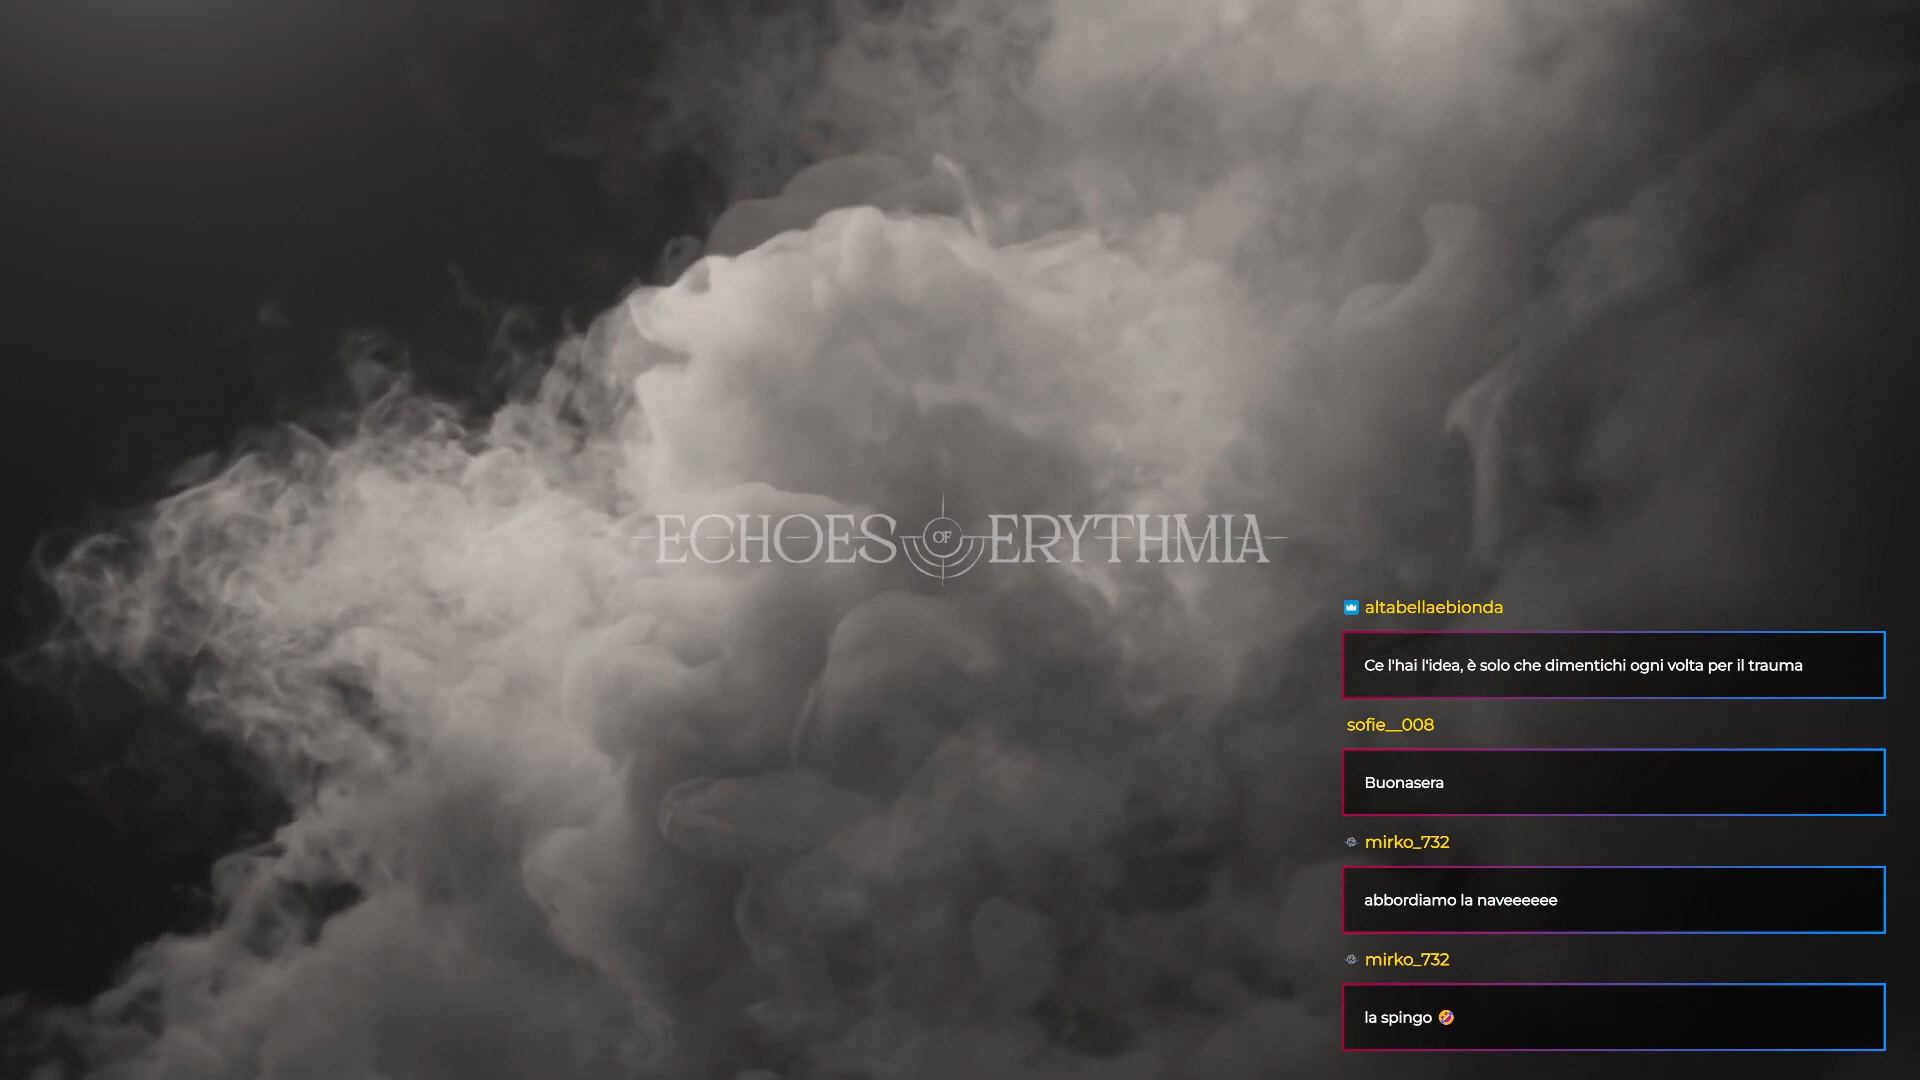 ECHOES OF ERYTHMIA
altabellaebionda
Ce l'hai l'idea, è solo che dimentichi ogni volta per il trauma
sofie__008
Buonasera
mirko_732
abbordiamo la naveeeeee
mirko_732
la spingo 🤣